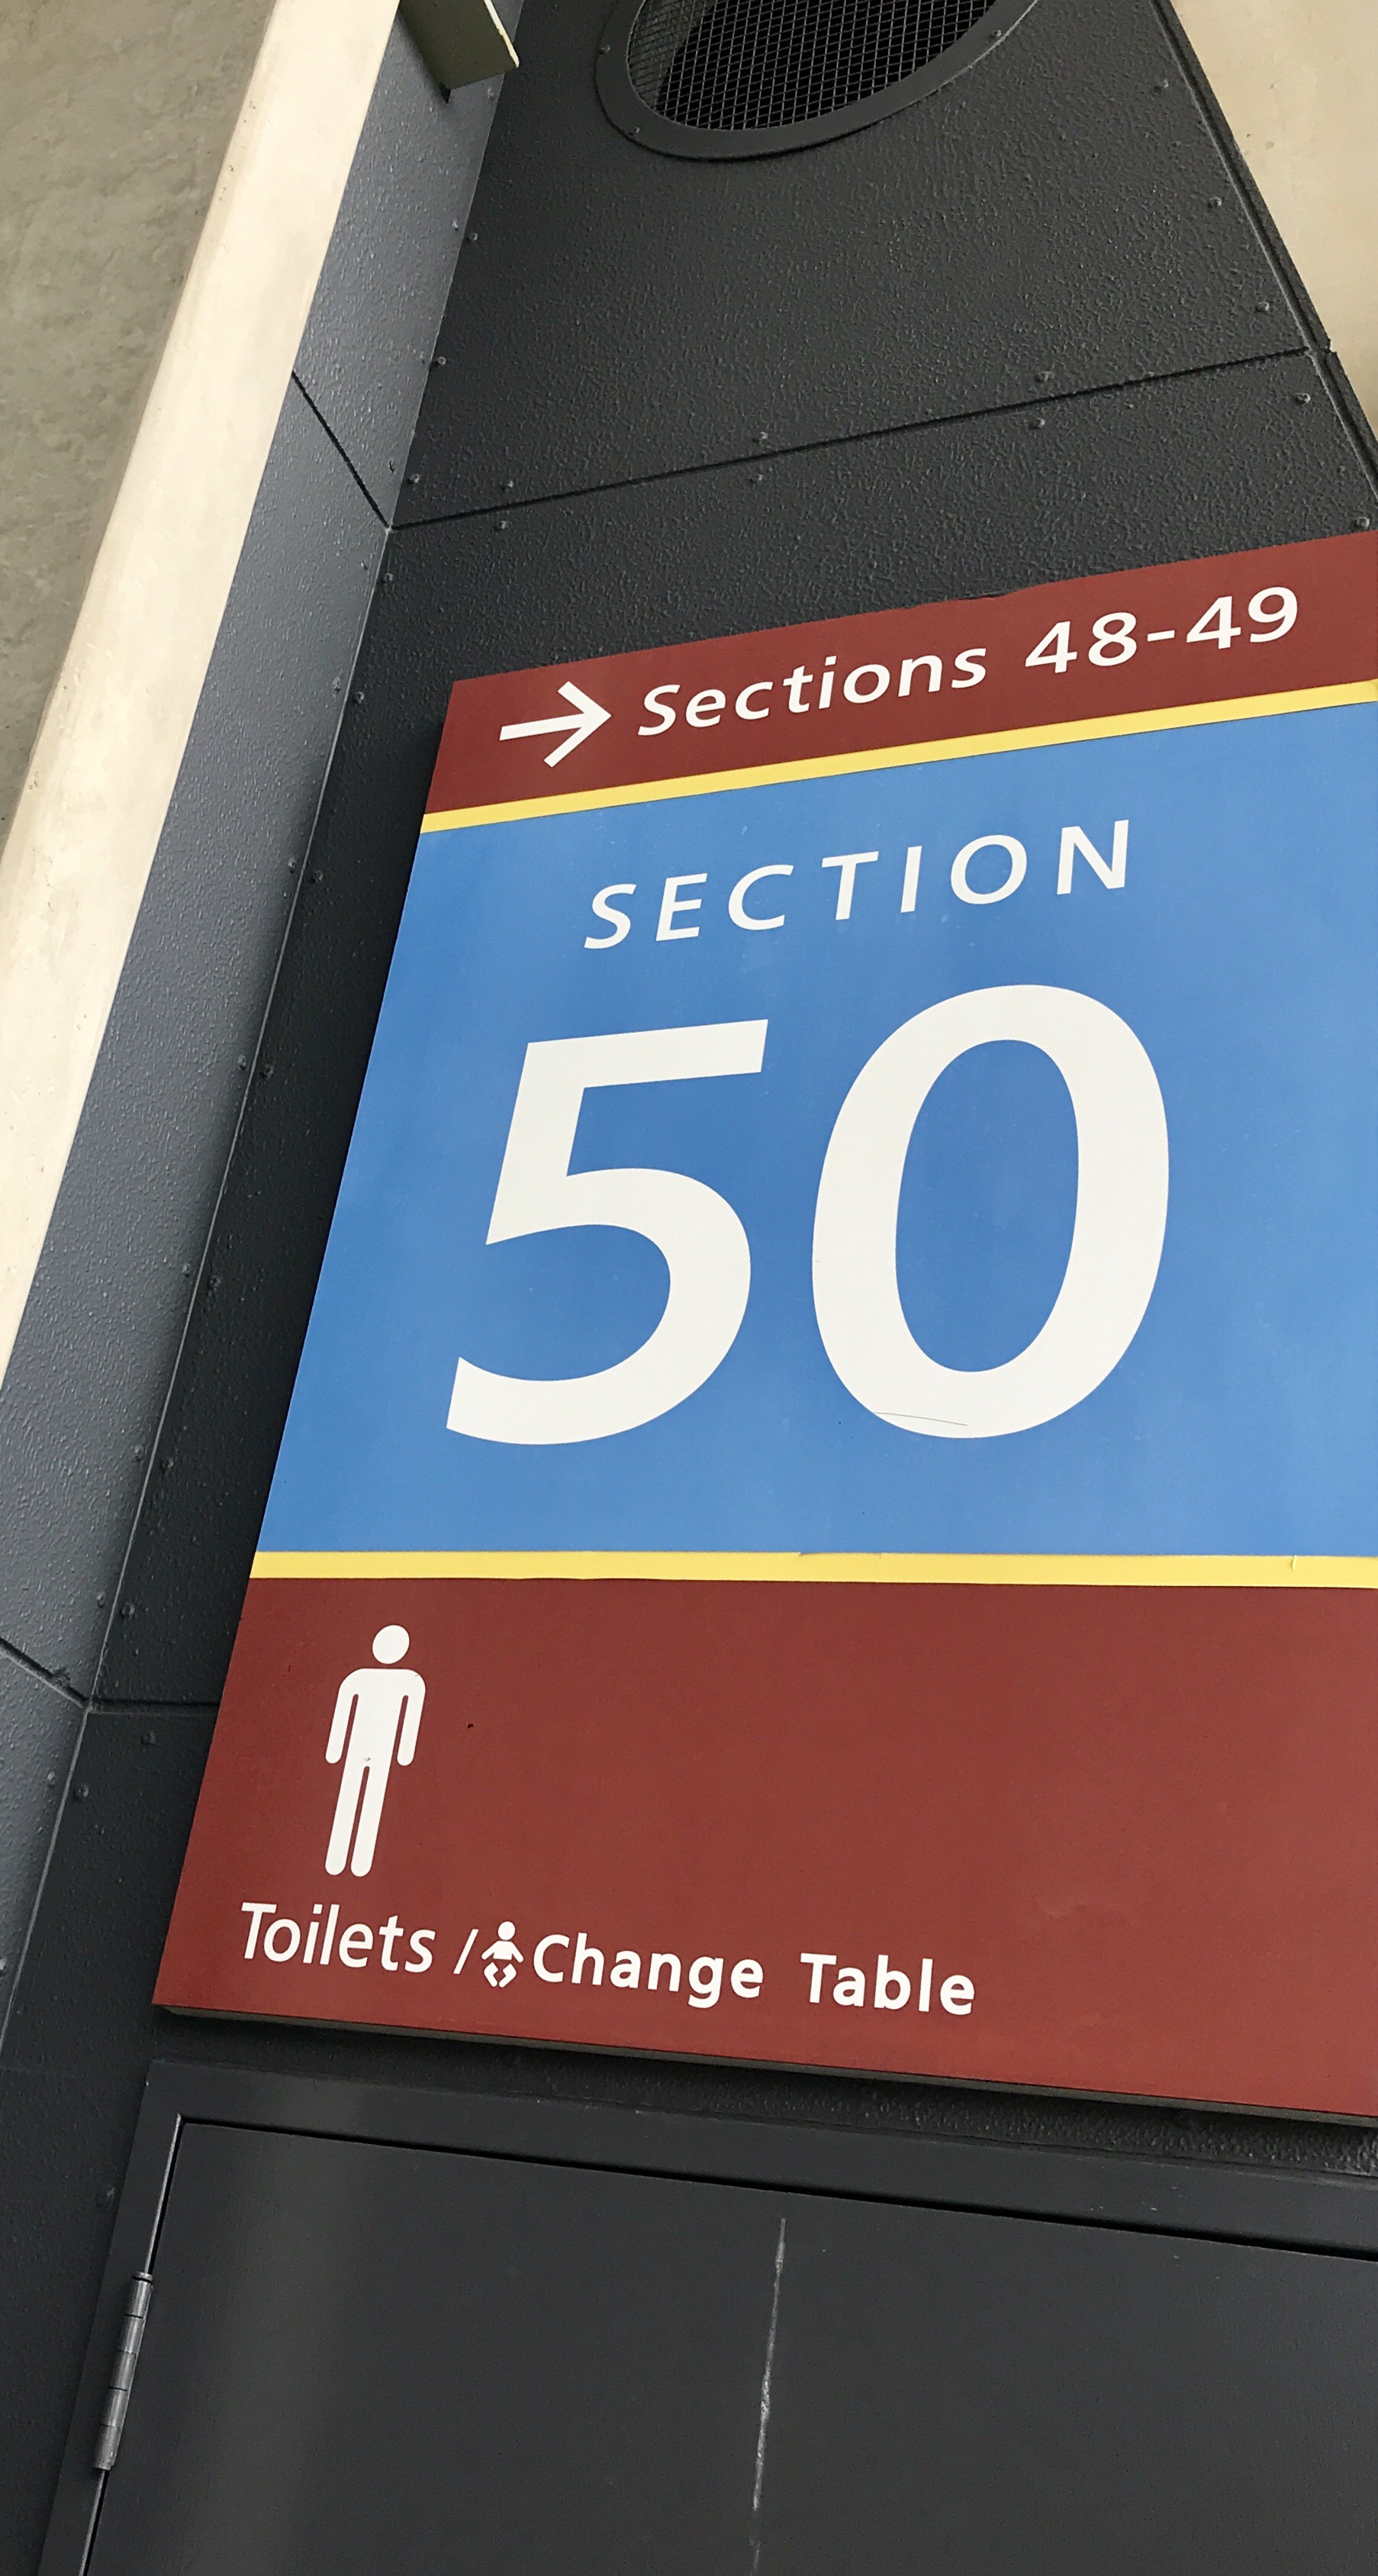 Sections 48-49
SECTION
50
Toilets / Change Table